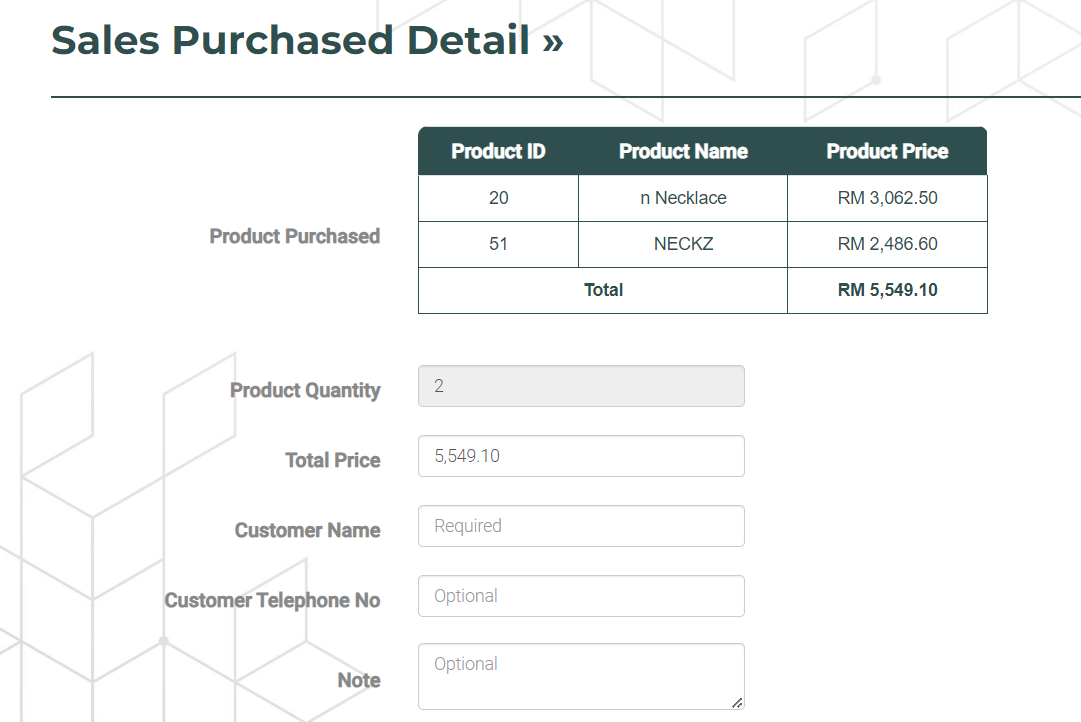 Sales Purchased Detail »
Product ID Product Name Product Price
20 n Necklace RM 3,062.50
Product Purchased
51 NECKZ RM 2,486.60
Total RM 5,549.10
Product Quantity 2
Total Price 5,549.10
Customer Name Required
Customer Telephone No Optional
Note Optional